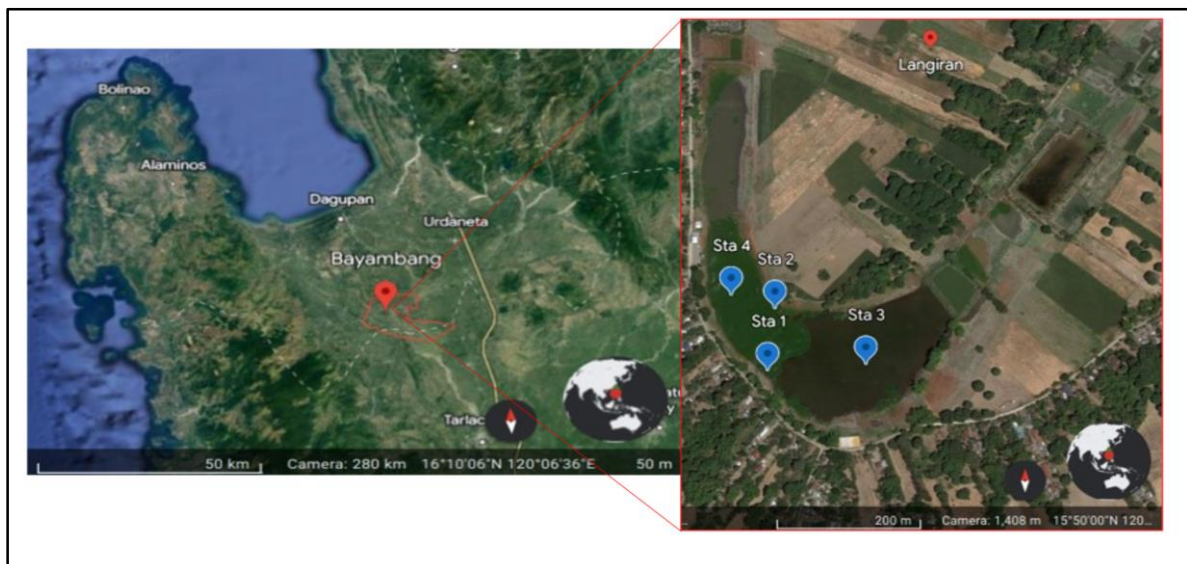 Bolinao
Alaminos
Dagupan
Urdaneta
Bayambang
Tarlac
50 km Camera: 280 km 16°10'06"N 120°06'36"E 50 m
Langiran
Sta 4
Sta 2
Sta 1
Sta 3
200 m Camera: 1,408 m 15°50'00"N 120...